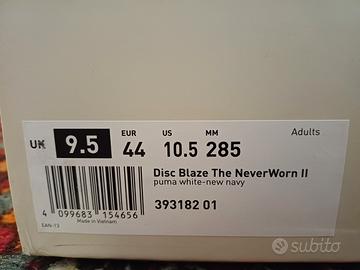 UK 9.5 EUR 44 US 10.5 MM 285 Adults
Disc Blaze The NeverWorn II
puma white-new navy
393182 01
4 099683 154656
Made in Vietnam
EAN-13
subito